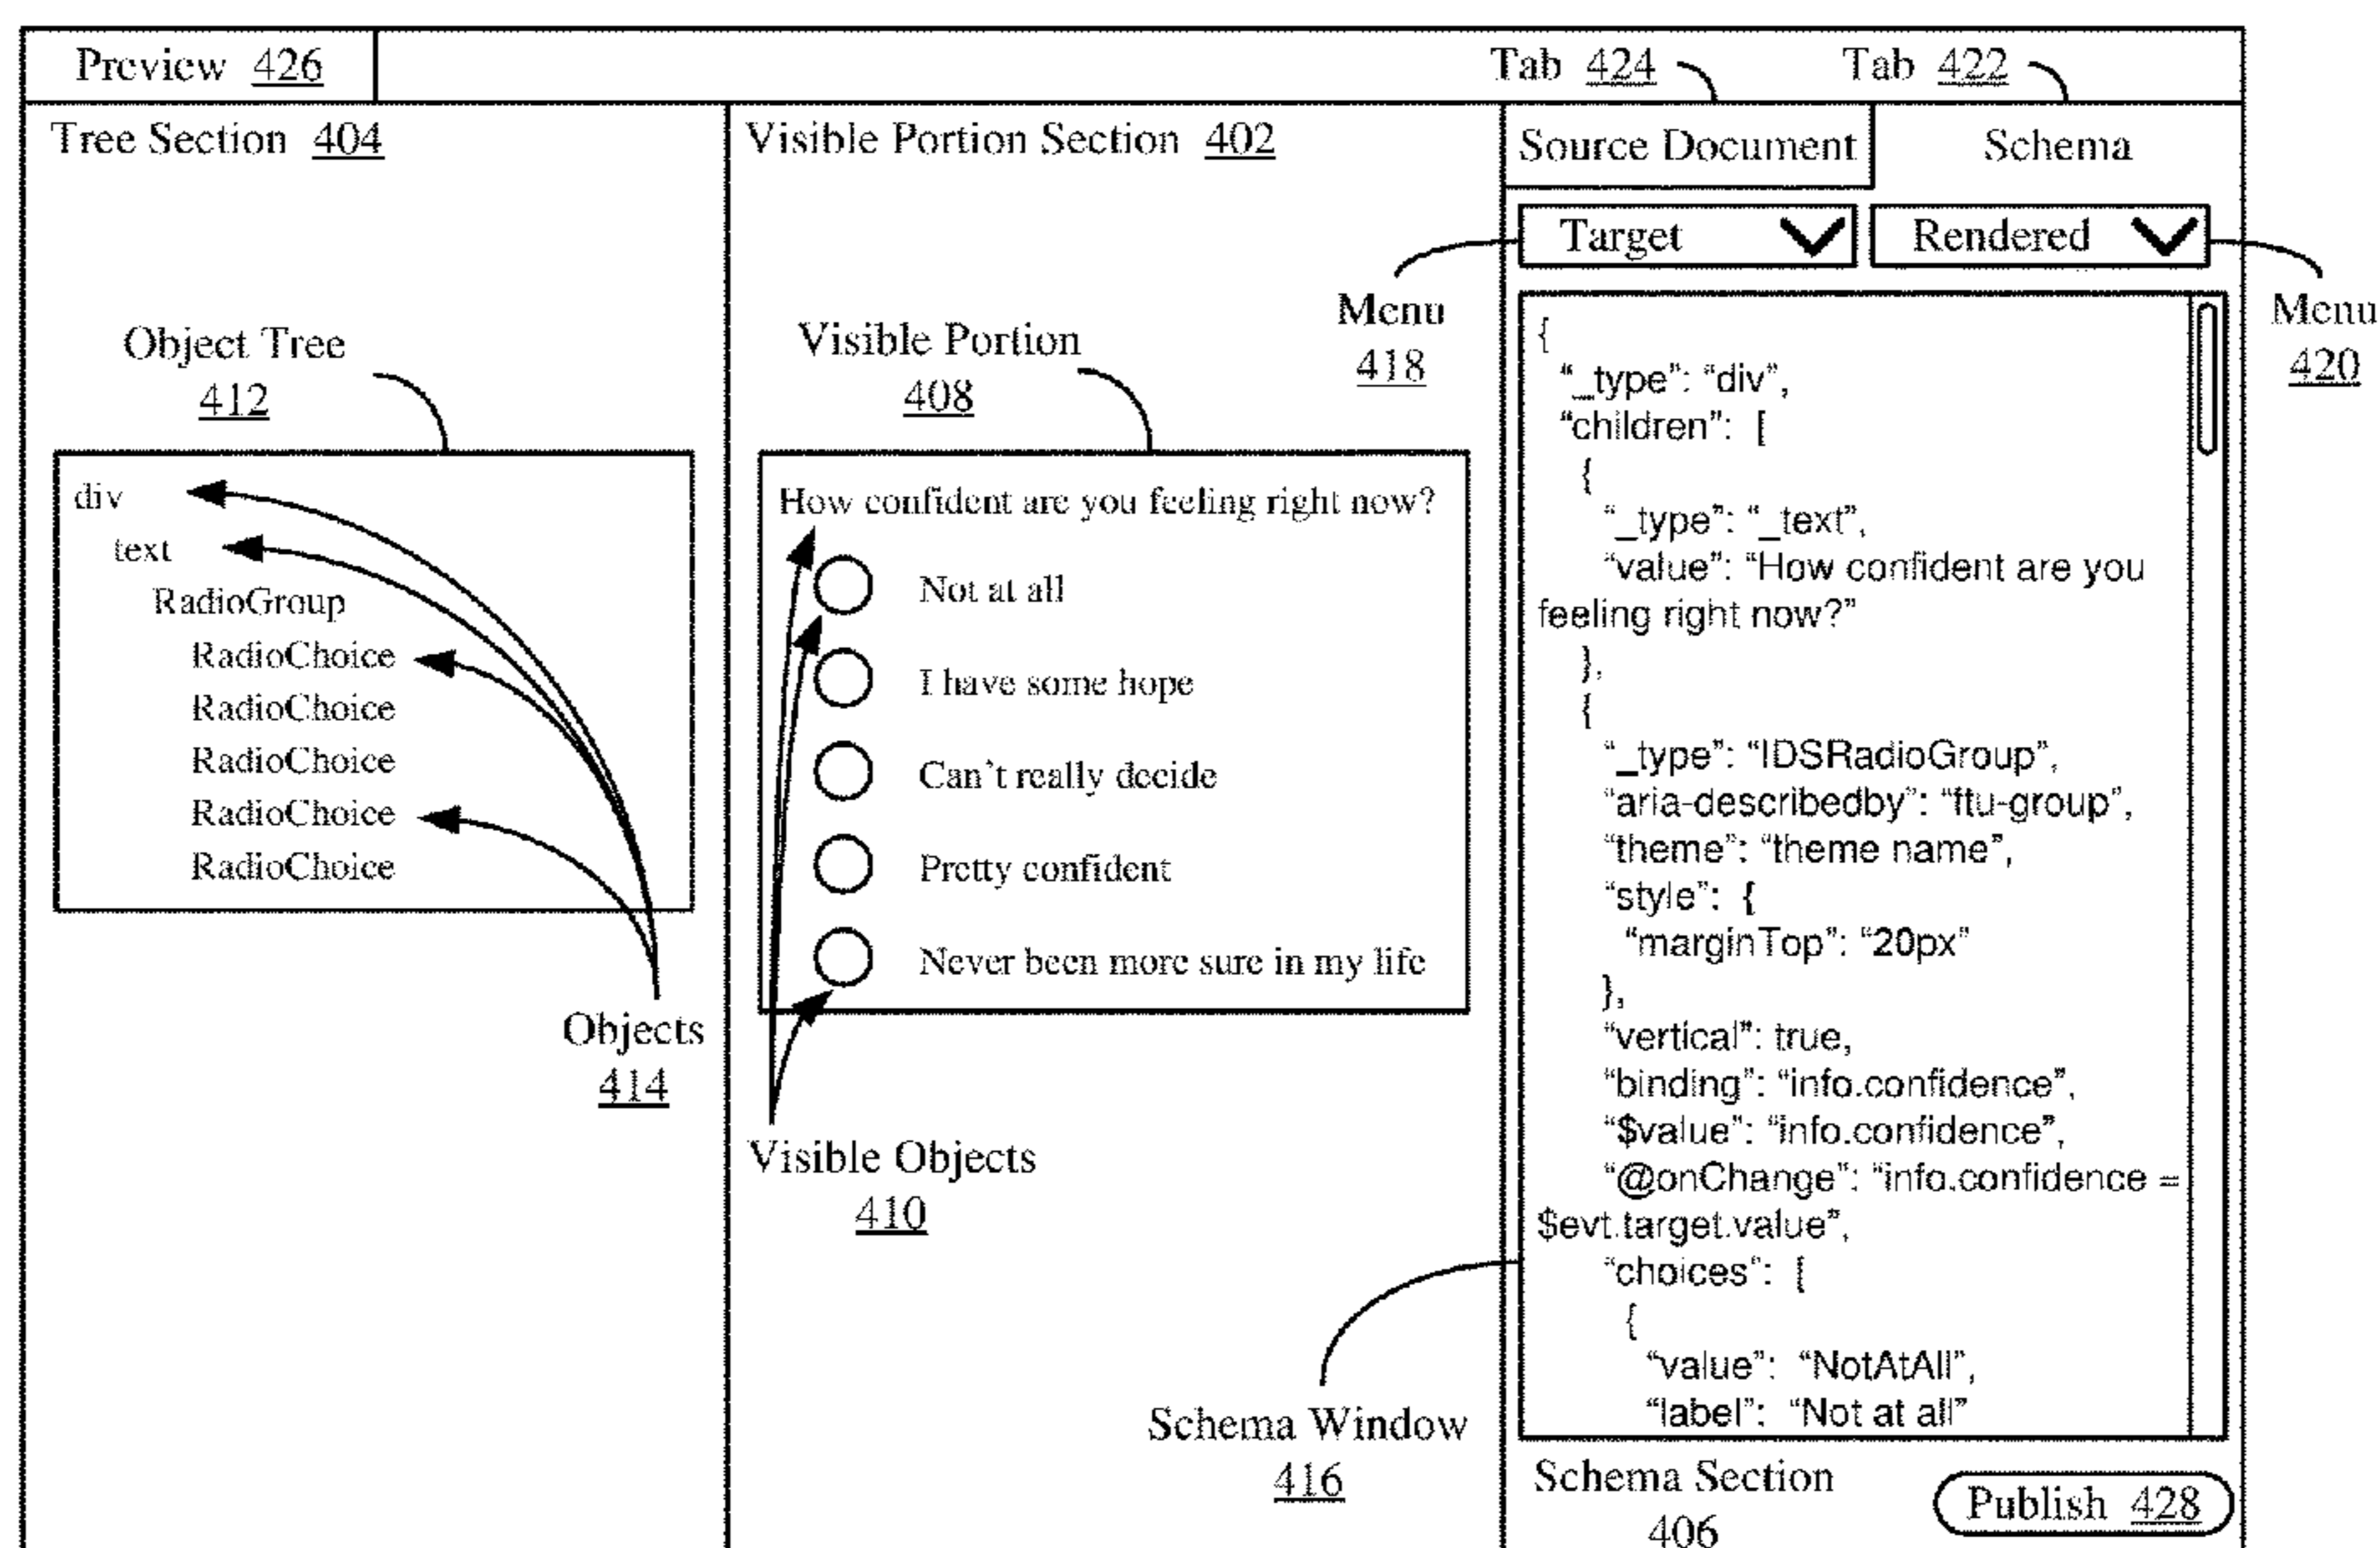 Preview 426
Tab 424
Tab 422
Tree Section 404
Visible Portion Section 402
Source Document
Schema
Target
Rendered
Menu
418
Menu
420
Object Tree
412
div
text
RadioGroup
RadioChoice
RadioChoice
RadioChoice
RadioChoice
RadioChoice
Objects
414
Visible Portion
408
How confident are you feeling right now?
Not at all
I have some hope
Can't really decide
Pretty confident
Never been more sure in my life
Visible Objects
410
{
“_type”: “div”,
“children”: [
{
“_type”: “_text”,
“value”: “How confident are you
feeling right now?”
},
{
“_type”: “IDSRadioGroup”,
“aria-describedby”: “ftu-group”,
“theme”: “theme name”,
“style”: {
“marginTop”: “20px”
},
“vertical”: true,
“binding”: “info.confidence”,
“$value”: “info.confidence”,
“@onChange”: “info.confidence =
$evt.target.value”,
“choices”: [
{
“value”: “NotAtAll”,
“label”: “Not at all”
Schema Window
416
Schema Section
406
Publish 428